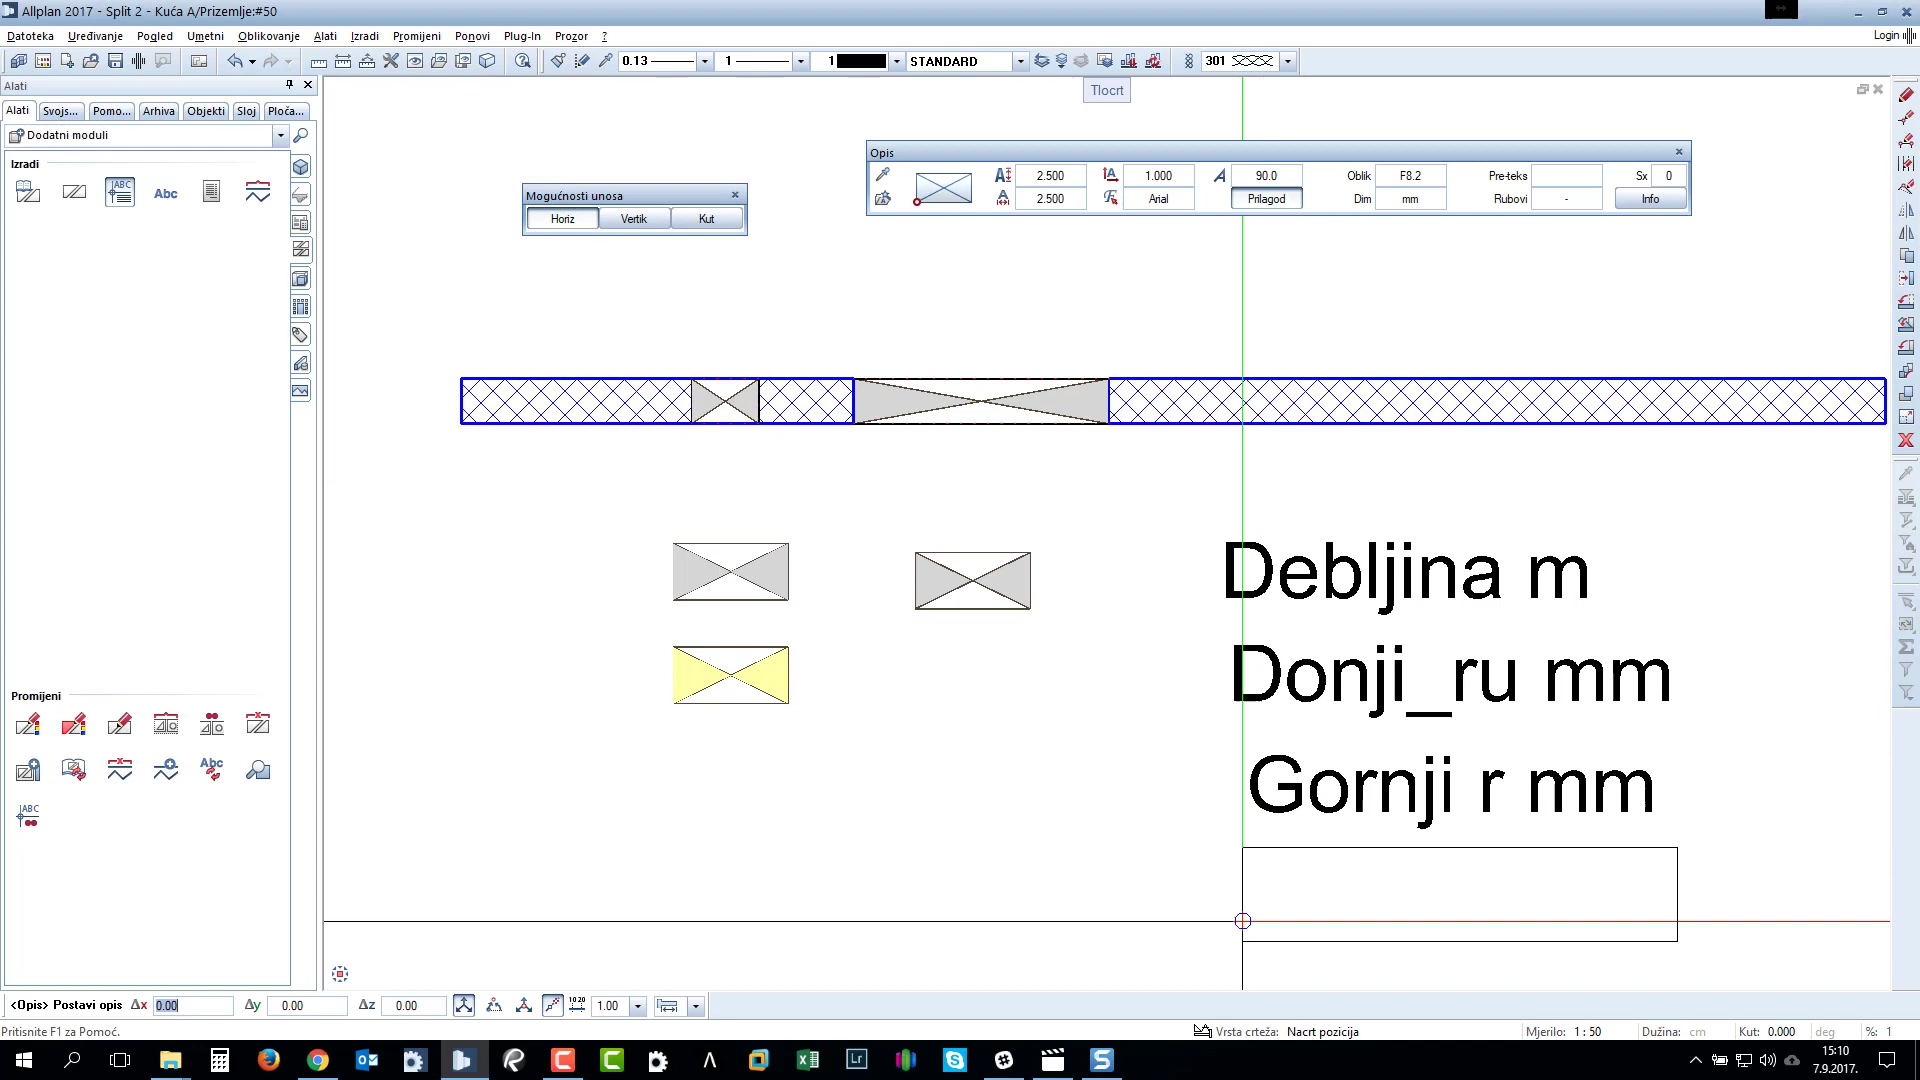 Allplan 2017 - Split 2 - Kuća A/Prizemlje:#50
Datoteka Uređivanje Pogled Umetni Oblikovanje Alati Izradi Promijeni Ponovi Plug-In Prozor ? Login
0.13 1 1 STANDARD 301
Alati
Tlocrt
Alati Svojs... Pomo... Arhiva Objekti Sloj Ploča...
Dodatni moduli
Izradi
ABC Abc
Opis
2.500 1.000 90.0 Oblik F8.2 Pre-teks Sx 0
2.500 Arial Prilagod Dim mm Rubovi - Info
Mogućnosti unosa
Horiz Vertik Kut
Debljina m
Donji_ru mm
Gornji r mm
Promijeni
Abc
ABC
<Opis> Postavi opis Δx 0.00 Δy 0.00 Δz 0.00 1020 1.00
Pritisnite F1 za Pomoć. Vrsta crteža: Nacrt pozicija Mjerilo: 1 : 50 Dužina: cm Kut: 0.000 deg %: 1
15:10
7.9.2017.